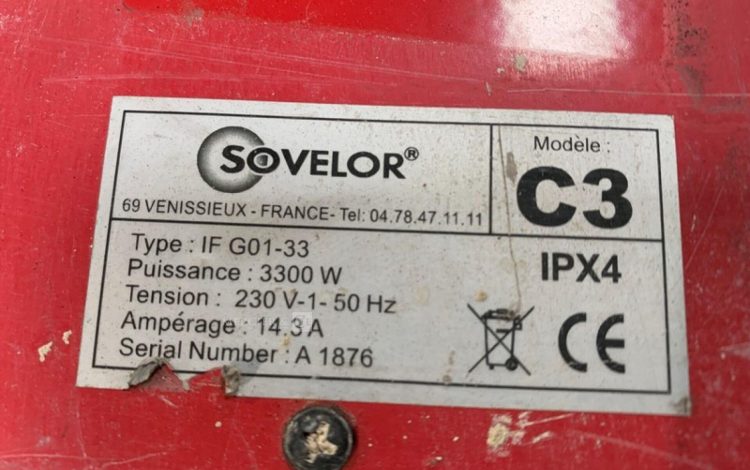 SOVELOR®
69 VENISSIEUX - FRANCE- Tel: 04.78.47.11.11
Modèle :
C3
IPX4
Type : IF G01-33
Puissance : 3300 W
Tension : 230 V-1- 50 Hz
Ampérage : 14.3 A
Serial Number : A 1876
CE